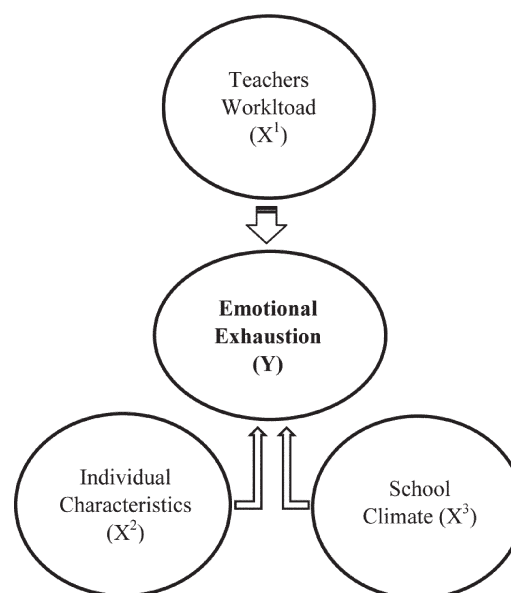 Teachers
Workltoad
(X¹)
Emotional
Exhaustion
(Y)
Individual
Characteristics
(X²)
School
Climate (X³)